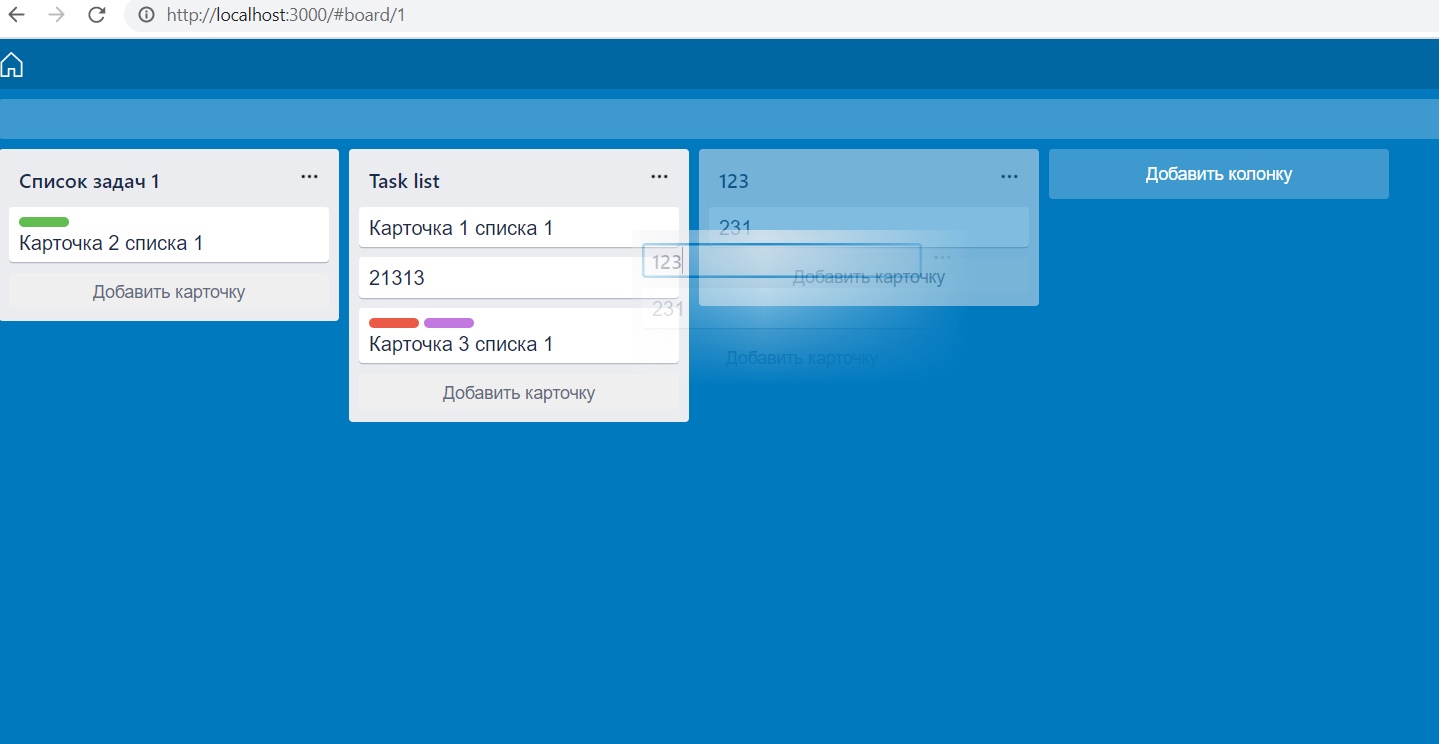 http://localhost:3000/#board/1
Список задач 1
Карточка 2 списка 1
Добавить карточку
Task list
Карточка 1 списка 1
21313
Карточка 3 списка 1
Добавить карточку
123
231
Добавить карточку
123
231
Добавить карточку
Добавить колонку